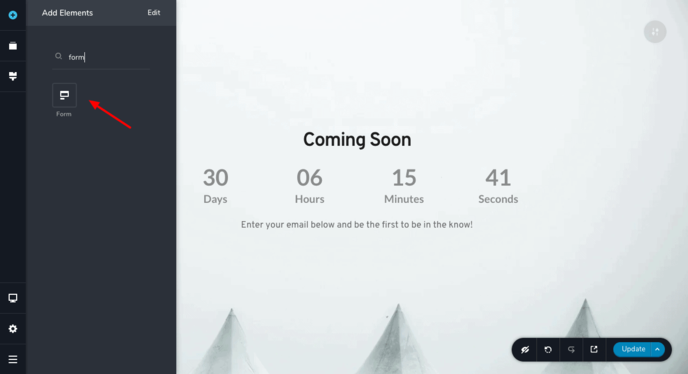 Add Elements
Edit
form
Form
Coming Soon
30 06 15 41
Days Hours Minutes Seconds
Enter your email below and be the first to be in the know!
Update